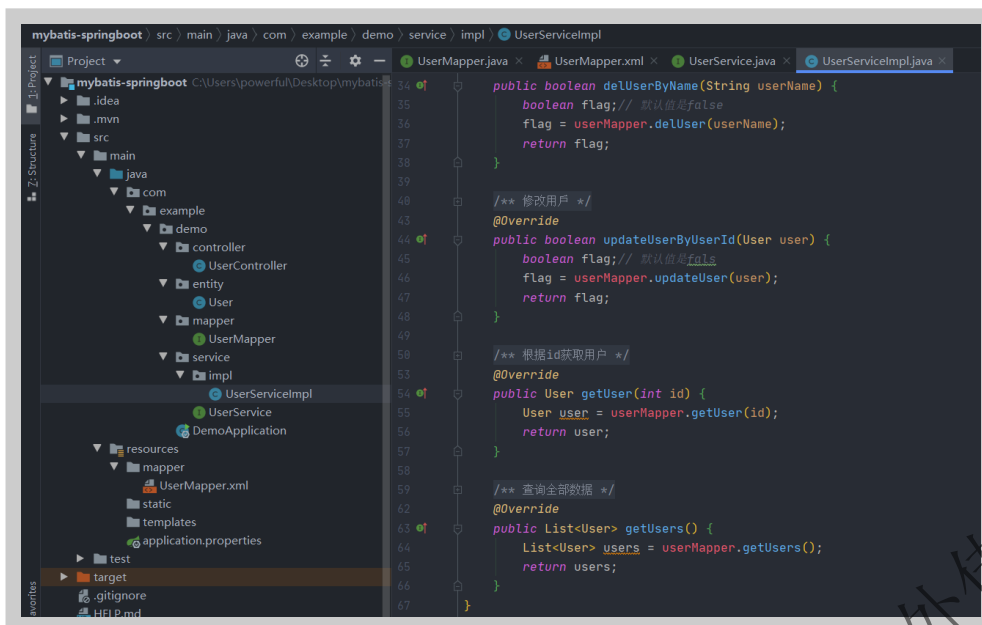 mybatis-springboot 〉 src 〉 main 〉 java 〉 com 〉 example 〉 demo 〉 service 〉 impl 〉 UserServiceImpl
Project
UserMapper.java × UserMapper.xml × UserService.java × UserServiceImpl.java ×
1: Project
Z: Structure
avorites
mybatis-springboot C:\Users\powerful\Desktop\mybatis-s
.idea
.mvn
src
main
java
com
example
demo
controller
UserController
entity
User
mapper
UserMapper
service
impl
UserServiceImpl
UserService
DemoApplication
resources
mapper
UserMapper.xml
static
templates
application.properties
test
target
.gitignore
HELP.md
34 public boolean delUserByName(String userName) {
35 boolean flag;// 默认值是false
36 flag = userMapper.delUser(userName);
37 return flag;
38 }
39
40 /** 修改用戶 */
43 @Override
44 public boolean updateUserByUserId(User user) {
45 boolean flag;// 默认值是fals
46 flag = userMapper.updateUser(user);
47 return flag;
48 }
49
50 /** 根据id获取用户 */
53 @Override
54 public User getUser(int id) {
55 User user = userMapper.getUser(id);
56 return user;
57 }
58
59 /** 查询全部数据 */
62 @Override
63 public List<User> getUsers() {
64 List<User> users = userMapper.getUsers();
65 return users;
66 }
67 }
外